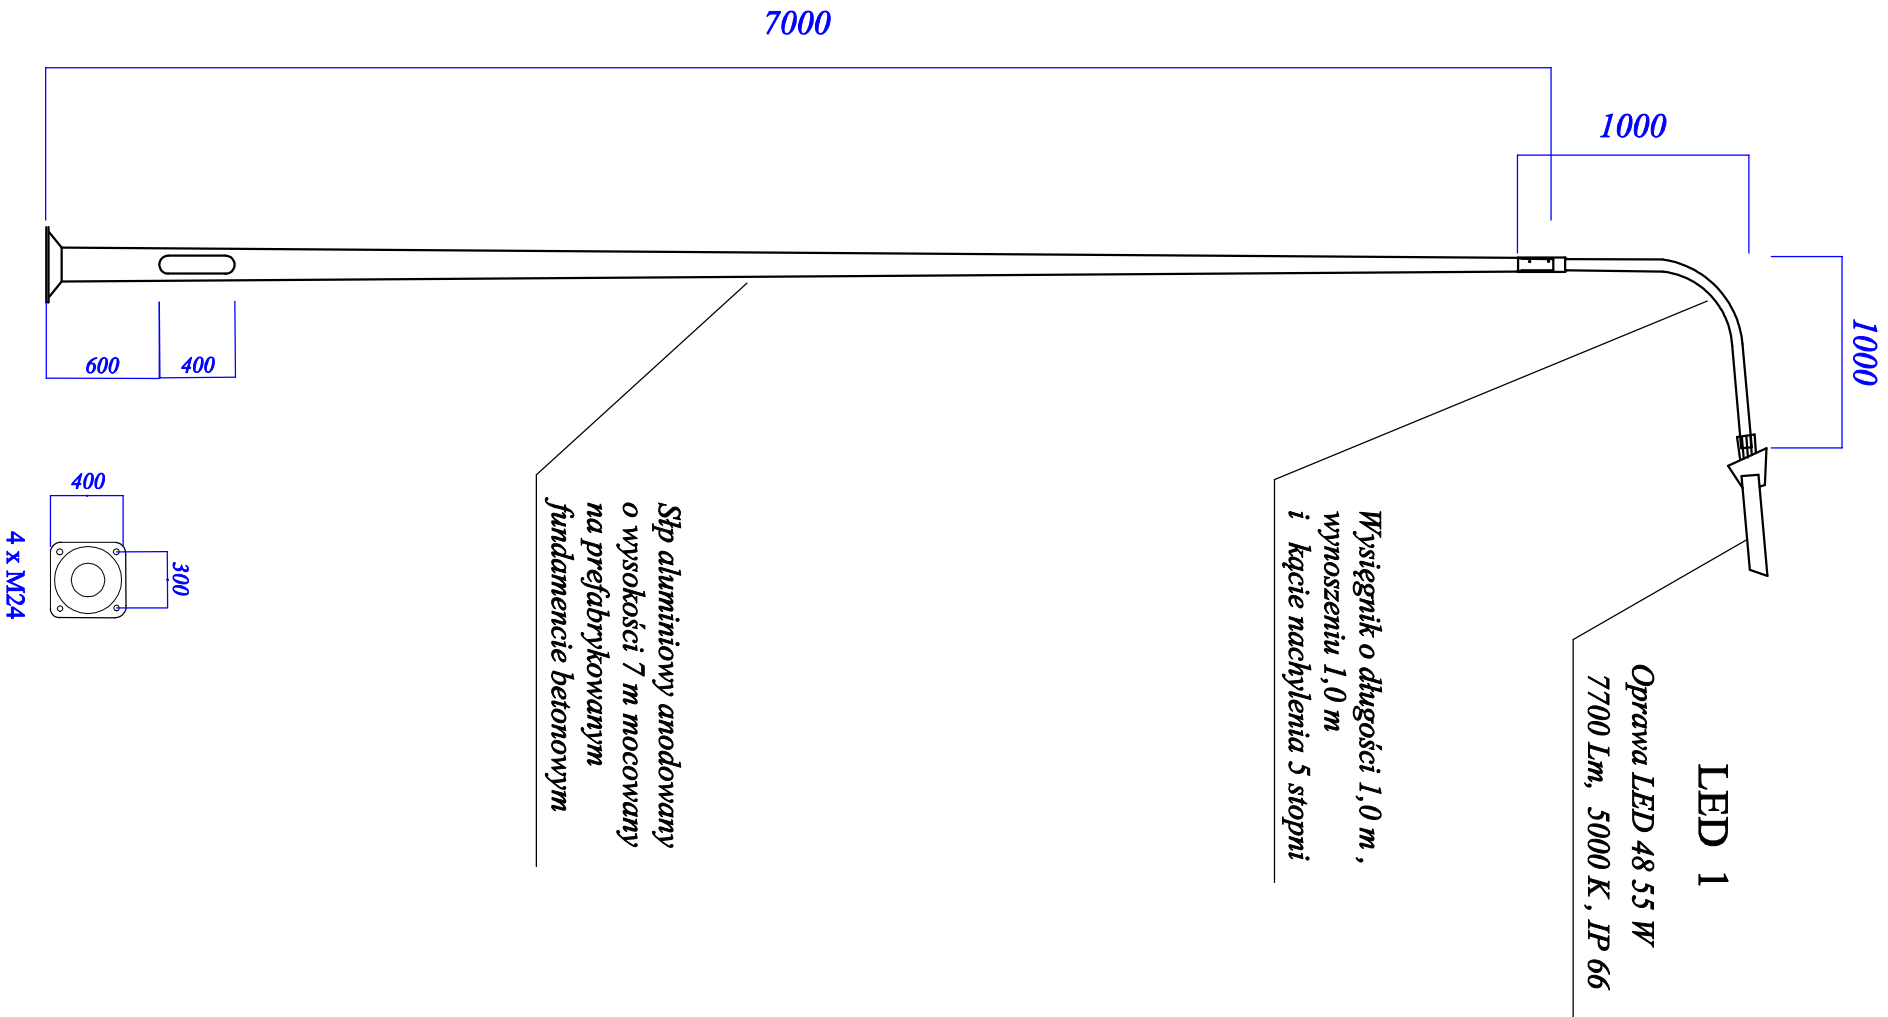 7000
1000
1000
600
400
400
300
4 x M24
LED 1
Oprawa LED 48 55 W
7700 Lm, 5000 K , IP 66
Wysięgnik o długości 1,0 m ,
wynoszeniu 1,0 m
i kącie nachylenia 5 stopni
Słp aluminiowy anodowany
o wysokości 7 m mocowany
na prefabrykowanym
fundamencie betonowym